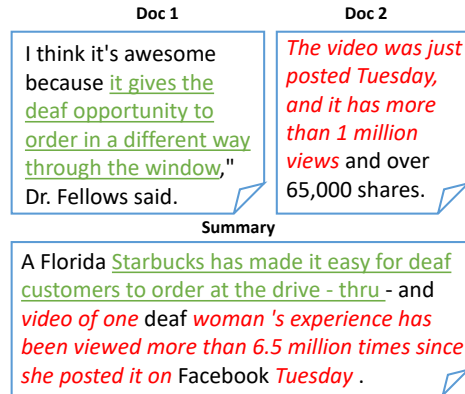 Doc 1
I think it's awesome
because it gives the
deaf opportunity to
order in a different way
through the window,"
Dr. Fellows said.
Doc 2
The video was just
posted Tuesday,
and it has more
than 1 million
views and over
65,000 shares.
Summary
A Florida Starbucks has made it easy for deaf
customers to order at the drive - thru - and
video of one deaf woman 's experience has
been viewed more than 6.5 million times since
she posted it on Facebook Tuesday .